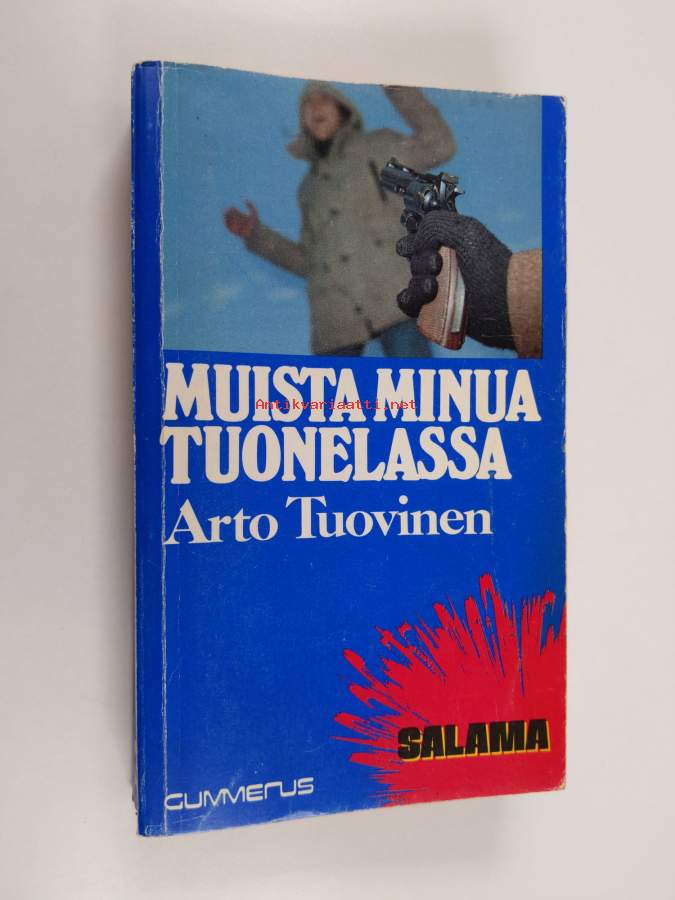 MUISTA MINUA
Antikvariaatti.net
TUONELASSA
Arto Tuovinen
SALAMA
GUMMERUS